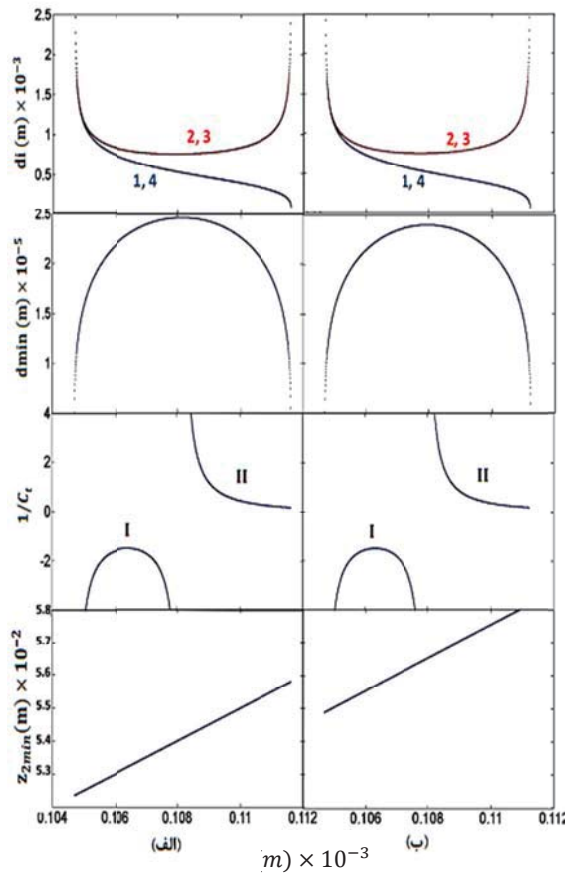 di (m) × 10⁻³
2.5
2
1.5
1
0.5
2, 3
1, 4
2, 3
1, 4
dmin (m) × 10⁻⁵
2.5
2
1.5
1
1/Cₜ
4
2
0
-2
I
II
I
II
z₂ₘᵢₙ(m) × 10⁻²
5.8
5.7
5.6
5.5
5.3
0.104
0.106
0.108
0.11
0.112
0.106
0.108
0.11
0.112
(الف)
(ب)
m) × 10⁻³